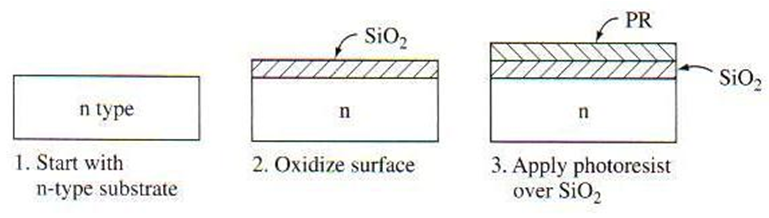 PR
SiO₂
SiO₂
n type
n
n
1. Start with
n-type substrate
2. Oxidize surface
3. Apply photoresist
over SiO₂